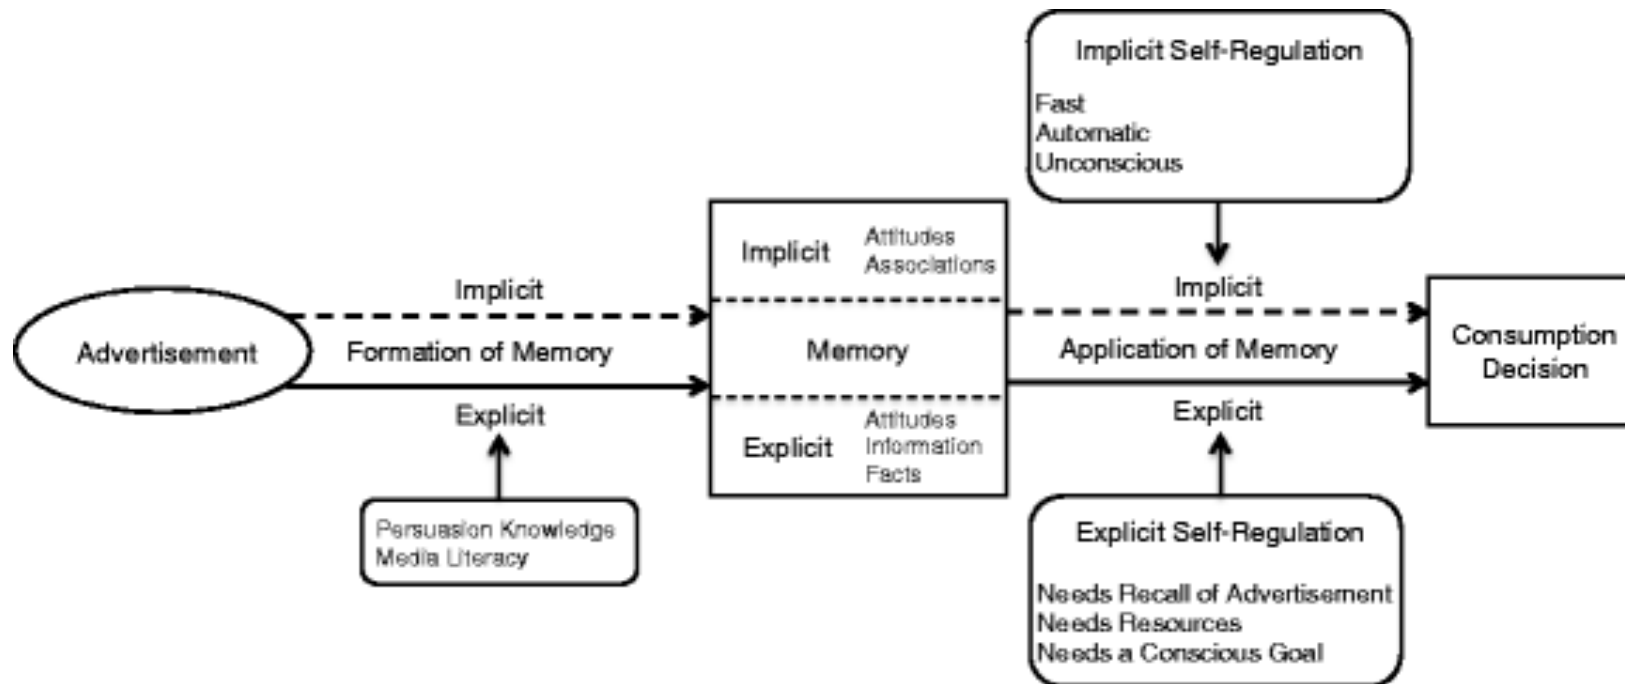 Implicit Self-Regulation
Fast
Automatic
Unconscious
Implicit
Attitudes
Associations
Implicit
Implicit
Advertisement
Formation of Memory
Memory
Application of Memory
Consumption
Decision
Explicit
Explicit
Explicit
Attitudes
Information
Facts
Persuasion Knowledge
Media Literacy
Explicit Self-Regulation
Needs Recall of Advertisement
Needs Resources
Needs a Conscious Goal